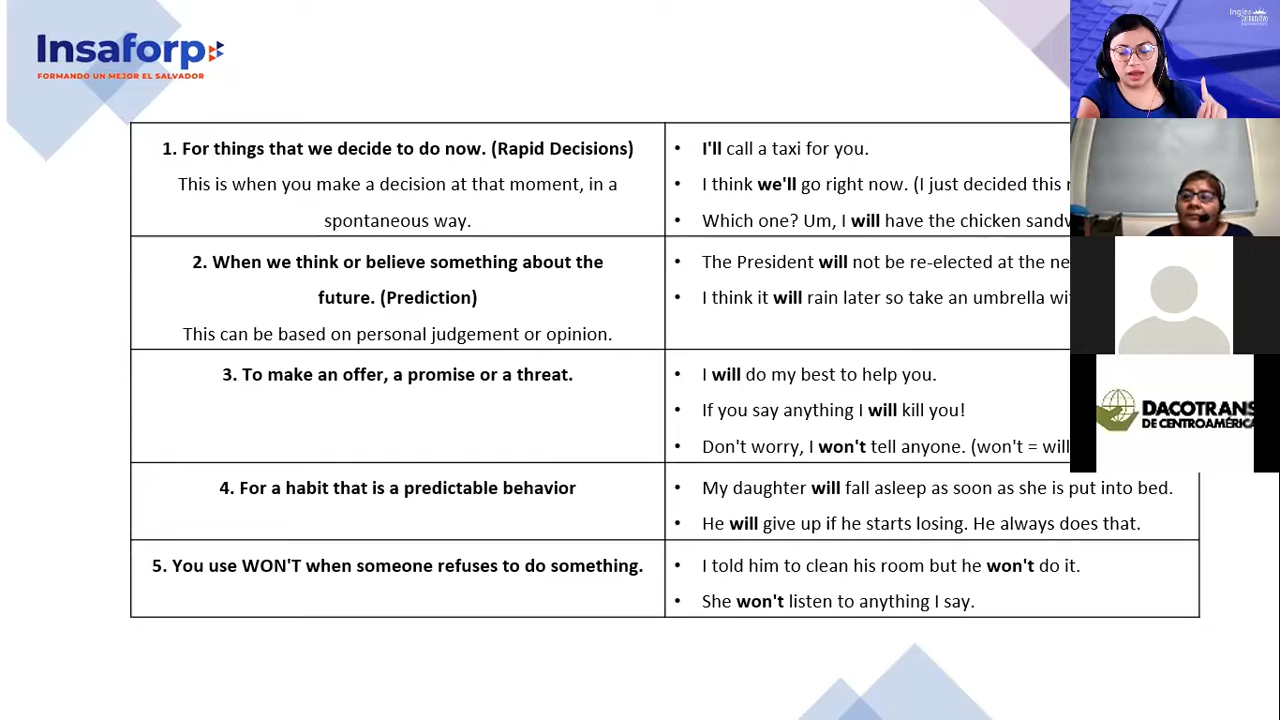 Insaforp
FORMANDO UN MEJOR EL SALVADOR
1. For things that we decide to do now. (Rapid Decisions)
This is when you make a decision at that moment, in a
spontaneous way.
• I'll call a taxi for you.
• I think we'll go right now. (I just decided this
• Which one? Um, I will have the chicken
2. When we think or believe something about the
future. (Prediction)
This can be based on personal judgement or opinion.
• The President will not be re-elected at the
• I think it will rain later so take an umbrella
3. To make an offer, a promise or a threat.
• I will do my best to help you.
• If you say anything I will kill you!
• Don't worry, I won't tell anyone. (won't = will
4. For a habit that is a predictable behavior
• My daughter will fall asleep as soon as she is put into bed.
• He will give up if he starts losing. He always does that.
5. You use WON'T when someone refuses to do something.
• I told him to clean his room but he won't do it.
• She won't listen to anything I say.
DACOTRANS
DE CENTROAMÉRICA